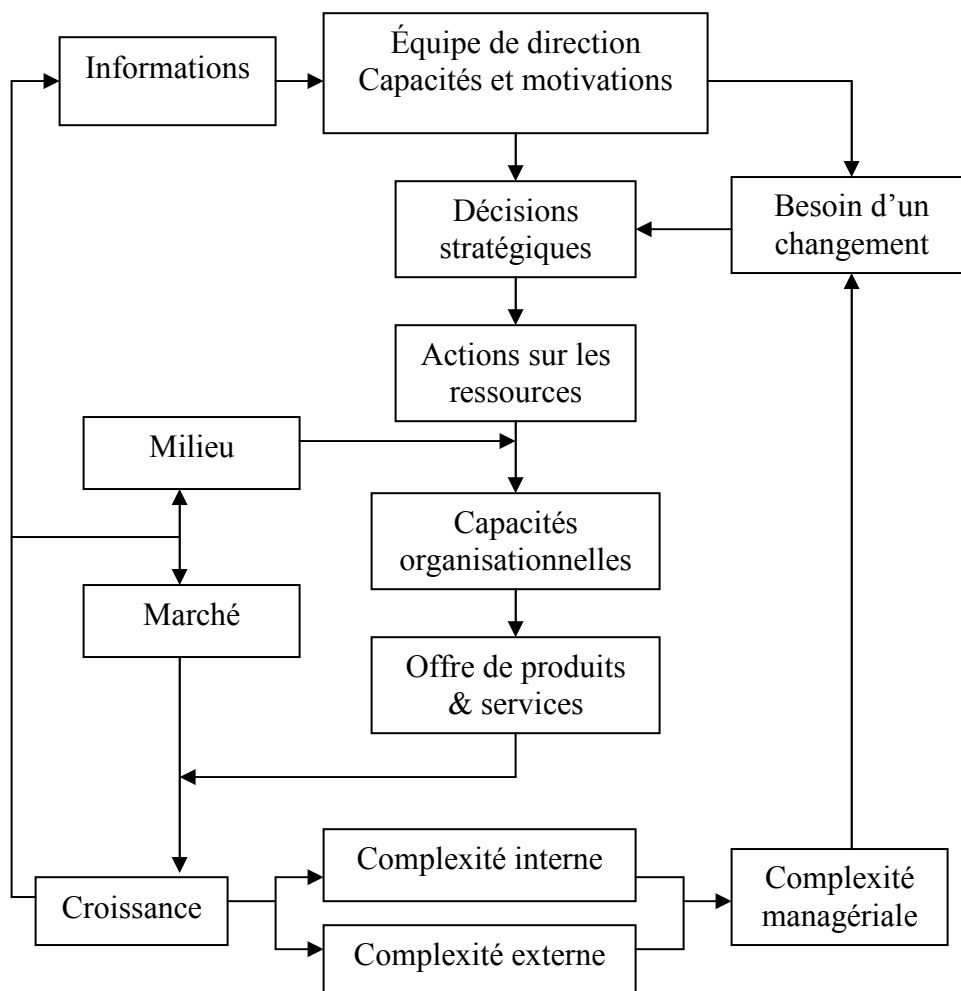 Informations
Équipe de direction
Capacités et motivations
Décisions
stratégiques
Besoin d’un
changement
Actions sur les
ressources
Milieu
Capacités
organisationnelles
Marché
Offre de produits
& services
Complexité interne
Croissance
Complexité externe
Complexité
managériale